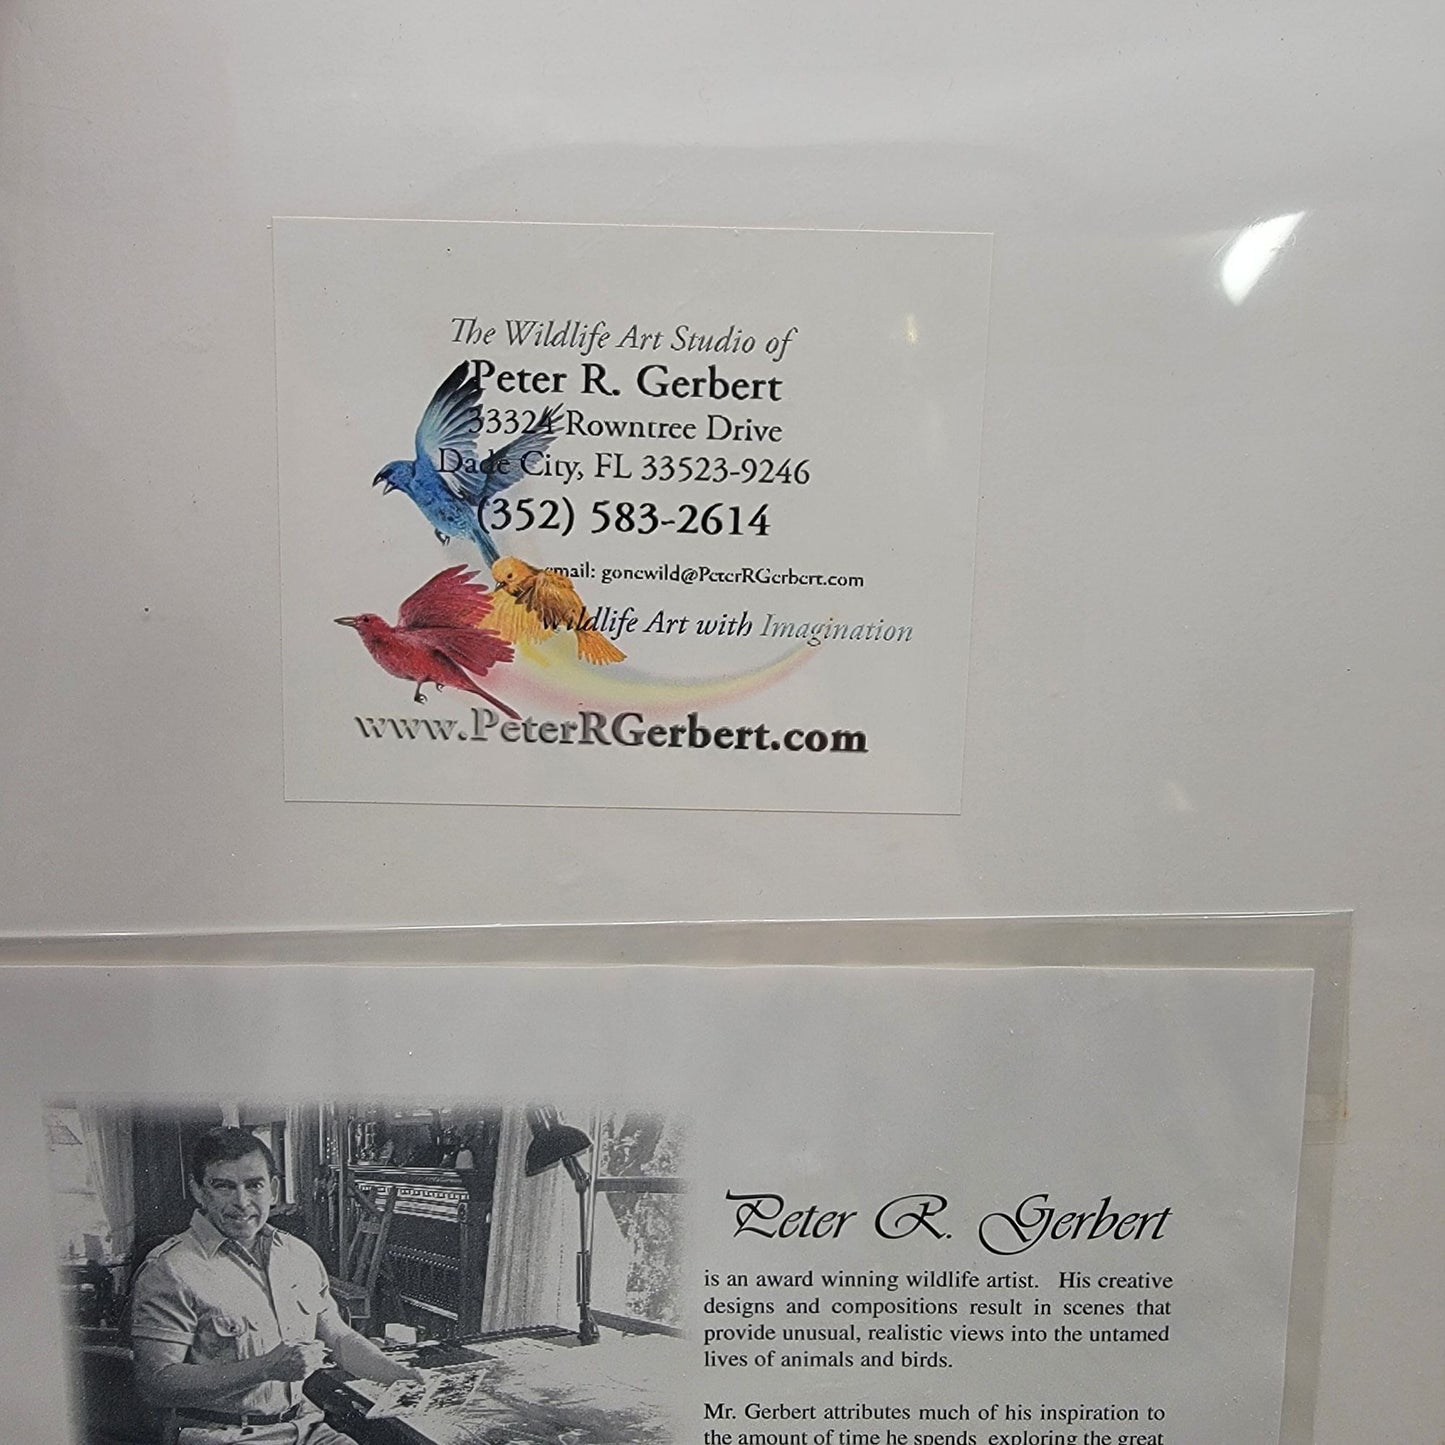 The Wildlife Art Studio of
Peter R. Gerbert
33324 Rowntree Drive
Dade City, FL 33523-9246
(352) 583-2614
email: gonewild@PeterRGerbert.com
Wildlife Art with Imagination
www.PeterRGerbert.com
Peter R. Gerbert
is an award winning wildlife artist. His creative
designs and compositions result in scenes that
provide unusual, realistic views into the untamed
lives of animals and birds.
Mr. Gerbert attributes much of his inspiration to
the amount of time he spends exploring the great